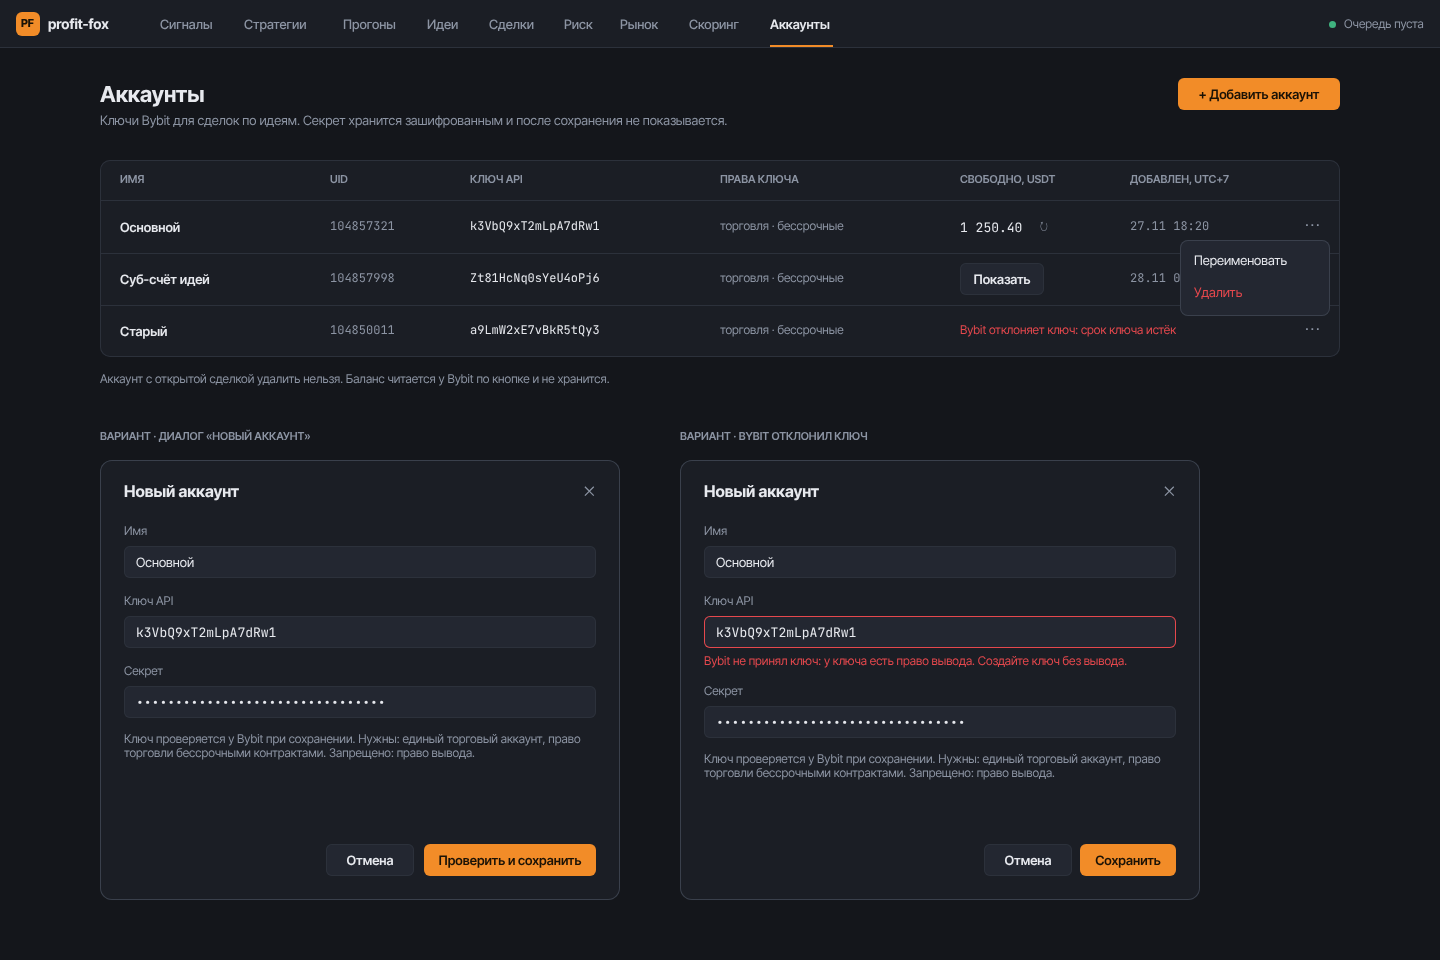 PF profit-fox Сигналы Стратегии Прогоны Идеи Сделки Риск Рынок Скоринг Аккаунты Очередь пуста
Аккаунты
+ Добавить аккаунт
Ключи Bybit для сделок по идеям. Секрет хранится зашифрованным и после сохранения не показывается.
ИМЯ UID КЛЮЧ API ПРАВА КЛЮЧА СВОБОДНО, USDT ДОБАВЛЕН, UTC+7
Основной 104857321 k3VbQ9xT2mLpA7dRw1 торговля · бессрочные 1 250.40 ↻ 27.11 18:20 ···
Переименовать
Суб-счёт идей 104857998 Zt81HcNq0sYeU4oPj6 торговля · бессрочные Показать 28.11 0
Удалить
Старый 104850011 a9LmW2xE7vBkR5tQy3 торговля · бессрочные Bybit отклоняет ключ: срок ключа истёк ···
Аккаунт с открытой сделкой удалить нельзя. Баланс читается у Bybit по кнопке и не хранится.
ВАРИАНТ · ДИАЛОГ «НОВЫЙ АККАУНТ»
Новый аккаунт ×
Имя
Основной
Ключ API
k3VbQ9xT2mLpA7dRw1
Секрет
••••••••••••••••••••••••••••••••
Ключ проверяется у Bybit при сохранении. Нужны: единый торговый аккаунт, право
торговли бессрочными контрактами. Запрещено: право вывода.
Отмена Проверить и сохранить
ВАРИАНТ · BYBIT ОТКЛОНИЛ КЛЮЧ
Новый аккаунт ×
Имя
Основной
Ключ API
k3VbQ9xT2mLpA7dRw1
Bybit не принял ключ: у ключа есть право вывода. Создайте ключ без вывода.
Секрет
••••••••••••••••••••••••••••••••
Ключ проверяется у Bybit при сохранении. Нужны: единый торговый аккаунт, право
торговли бессрочными контрактами. Запрещено: право вывода.
Отмена Сохранить